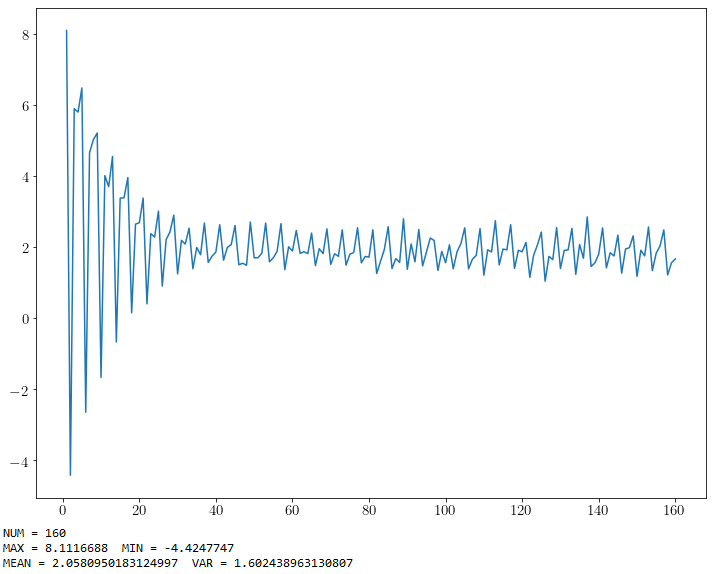 8
6
4
2
0
−2
−4
0 20 40 60 80 100 120 140 160
NUM = 160
MAX = 8.1116688 MIN = -4.4247747
MEAN = 2.0580950183124997 VAR = 1.602438963130807